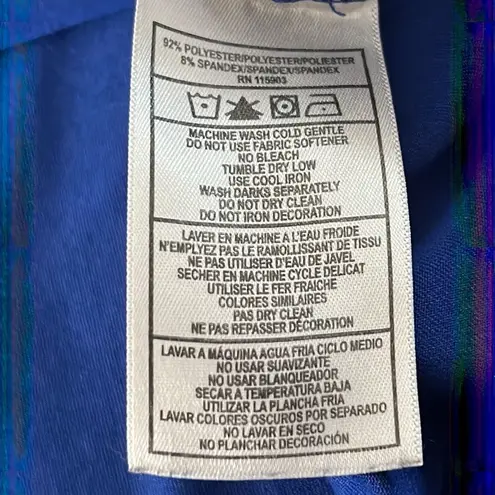 92% POLYESTER/POLYESTER/POLIESTER
8% SPANDEX/SPANDEX/SPANDEX
RN 115903
MACHINE WASH COLD GENTLE
DO NOT USE FABRIC SOFTENER
NO BLEACH
TUMBLE DRY LOW
USE COOL IRON
WASH DARKS SEPARATELY
DO NOT DRY CLEAN
DO NOT IRON DECORATION
LAVER EN MACHINE A L'EAU FROIDE
N'EMPLYEZ PAS LE RAMOLLISSANT DE TISSU
NE PAS UTILISER D'EAU DE JAVEL
SECHER EN MACHINE CYCLE DELICAT
UTILISER LE FER FRAICHE
COLORES SIMILAIRES
PAS DRY CLEAN
NE PAS REPASSER DÉCORATION
LAVAR A MÁQUINA AGUA FRIA CICLO MEDIO
NO USAR SUAVIZANTE
NO USAR BLANQUEADOR
SECAR A TEMPERATURA BAJA
UTILIZAR LA PLANCHA FRIA
LAVAR COLORES OSCUROS POR SEPARADO
NO LAVAR EN SECO
NO PLANCHAR DECORACIÓN